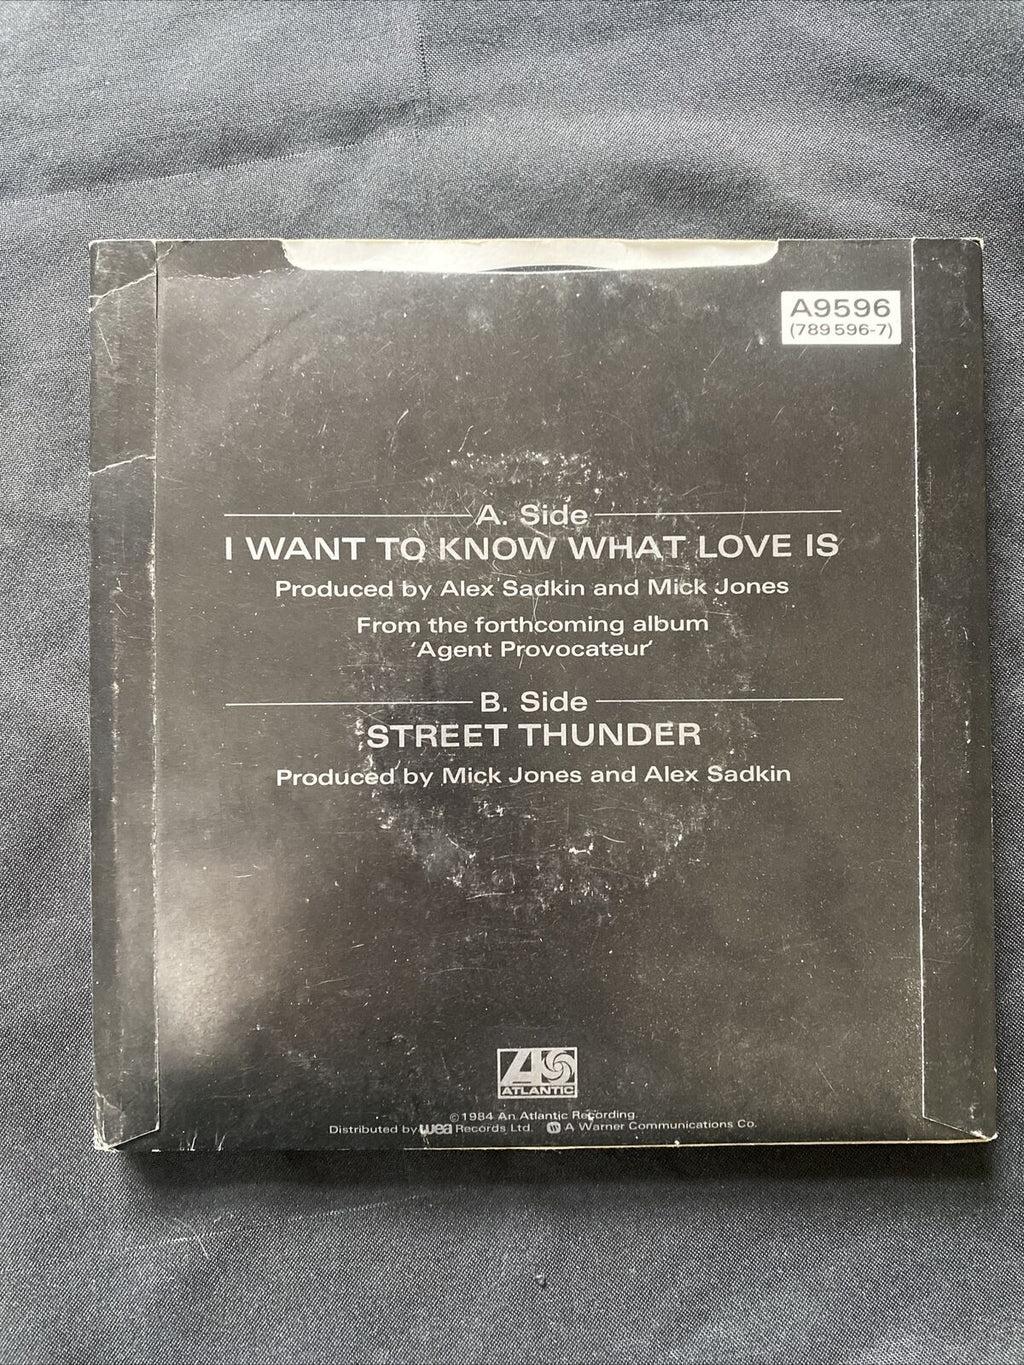 A9596
(789 596-7)
A. Side
I WANT TO KNOW WHAT LOVE IS
Produced by Alex Sadkin and Mick Jones
From the forthcoming album
‘Agent Provocateur’
B. Side
STREET THUNDER
Produced by Mick Jones and Alex Sadkin
ATLANTIC
© 1984 An Atlantic Recording.
Distributed by wea Records Ltd. A Warner Communications Co.